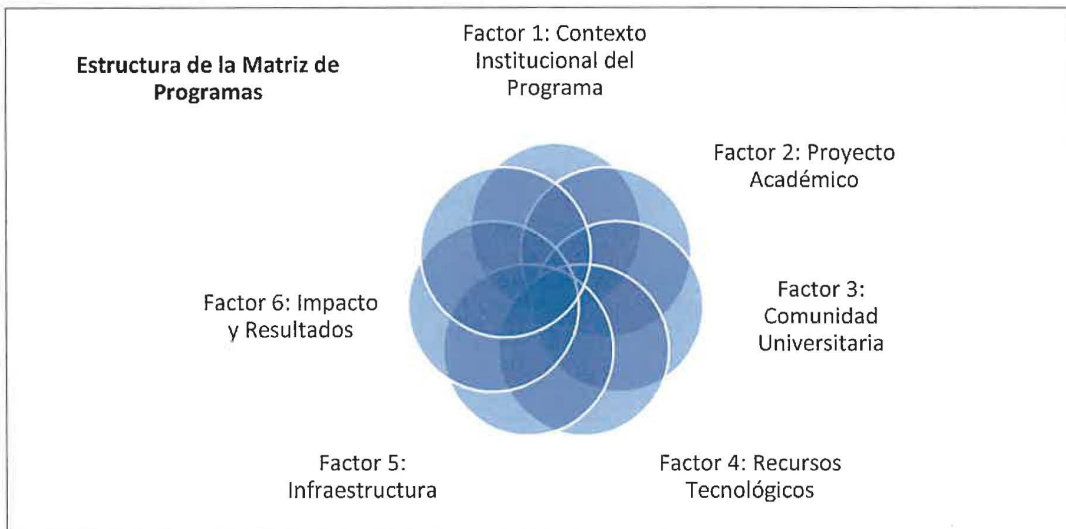 Estructura de la Matriz de
Programas
Factor 1: Contexto
Institucional del
Programa
Factor 2: Proyecto
Académico
Factor 3:
Comunidad
Universitaria
Factor 4: Recursos
Tecnológicos
Factor 5:
Infraestructura
Factor 6: Impacto
y Resultados